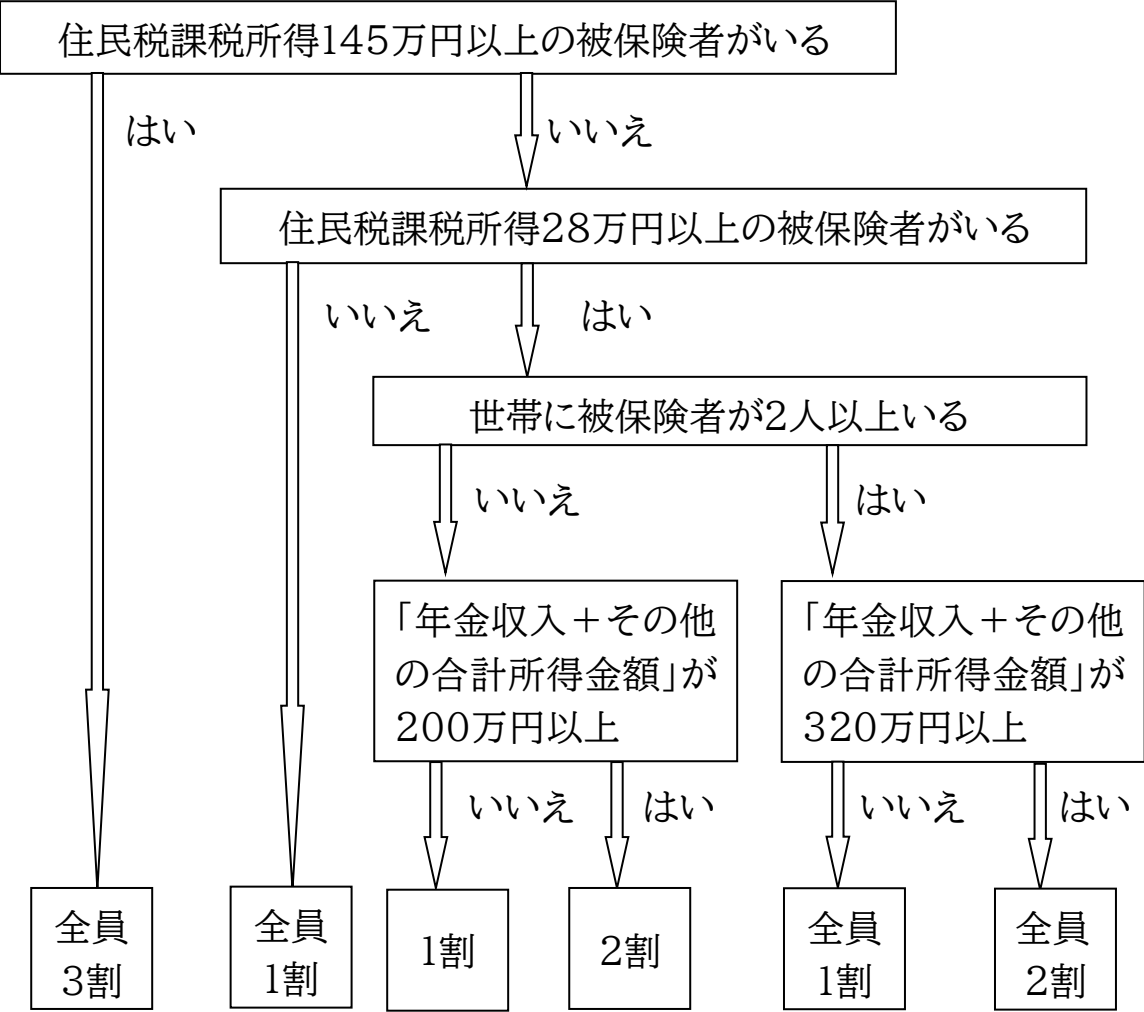 住民税課税所得145万円以上の被保険者がいる
はい
いいえ
住民税課税所得28万円以上の被保険者がいる
いいえ
はい
世帯に被保険者が2人以上いる
いいえ
はい
「年金収入+その他
の合計所得金額」が
200万円以上
「年金収入+その他
の合計所得金額」が
320万円以上
いいえ
はい
いいえ
はい
全員
3割
全員
1割
1割
2割
全員
1割
全員
2割